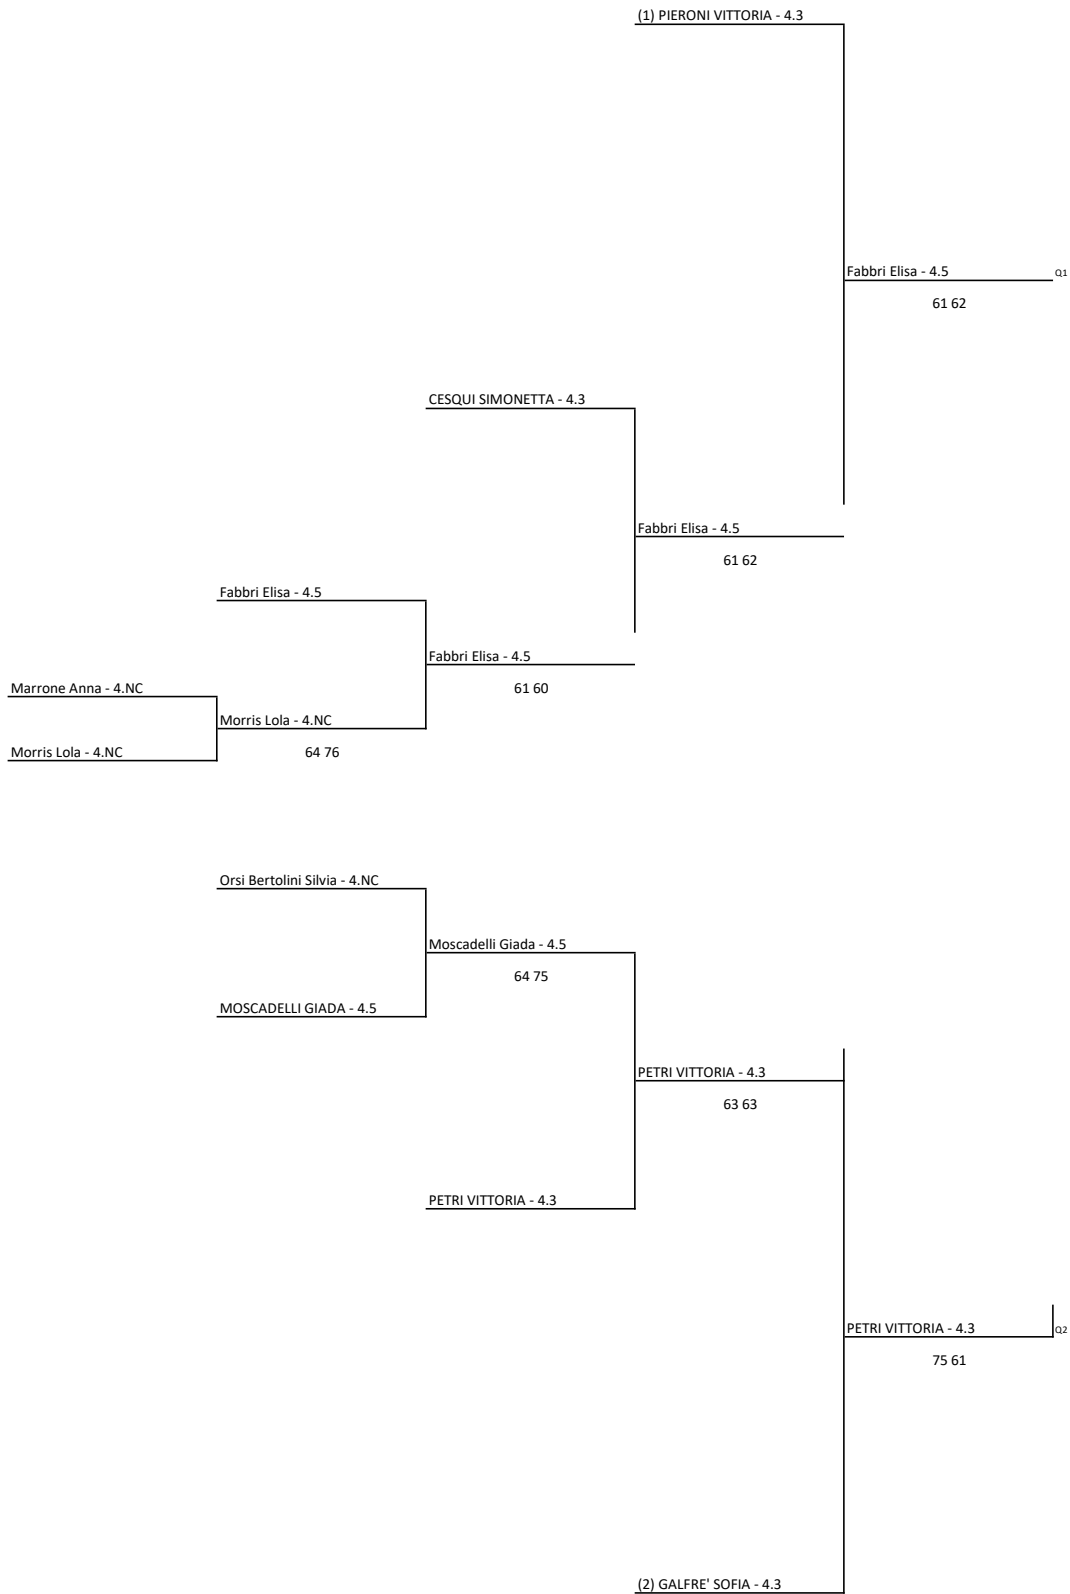 (1) PIERONI VITTORIA - 4.3
Fabbri Elisa - 4.5
Q1
61 62
CESQUI SIMONETTA - 4.3
Fabbri Elisa - 4.5
61 62
Fabbri Elisa - 4.5
Fabbri Elisa - 4.5
61 60
Marrone Anna - 4.NC
Morris Lola - 4.NC
64 76
Morris Lola - 4.NC
Orsi Bertolini Silvia - 4.NC
Moscadelli Giada - 4.5
64 75
MOSCADELLI GIADA - 4.5
PETRI VITTORIA - 4.3
63 63
PETRI VITTORIA - 4.3
PETRI VITTORIA - 4.3
Q2
75 61
(2) GALFRE' SOFIA - 4.3